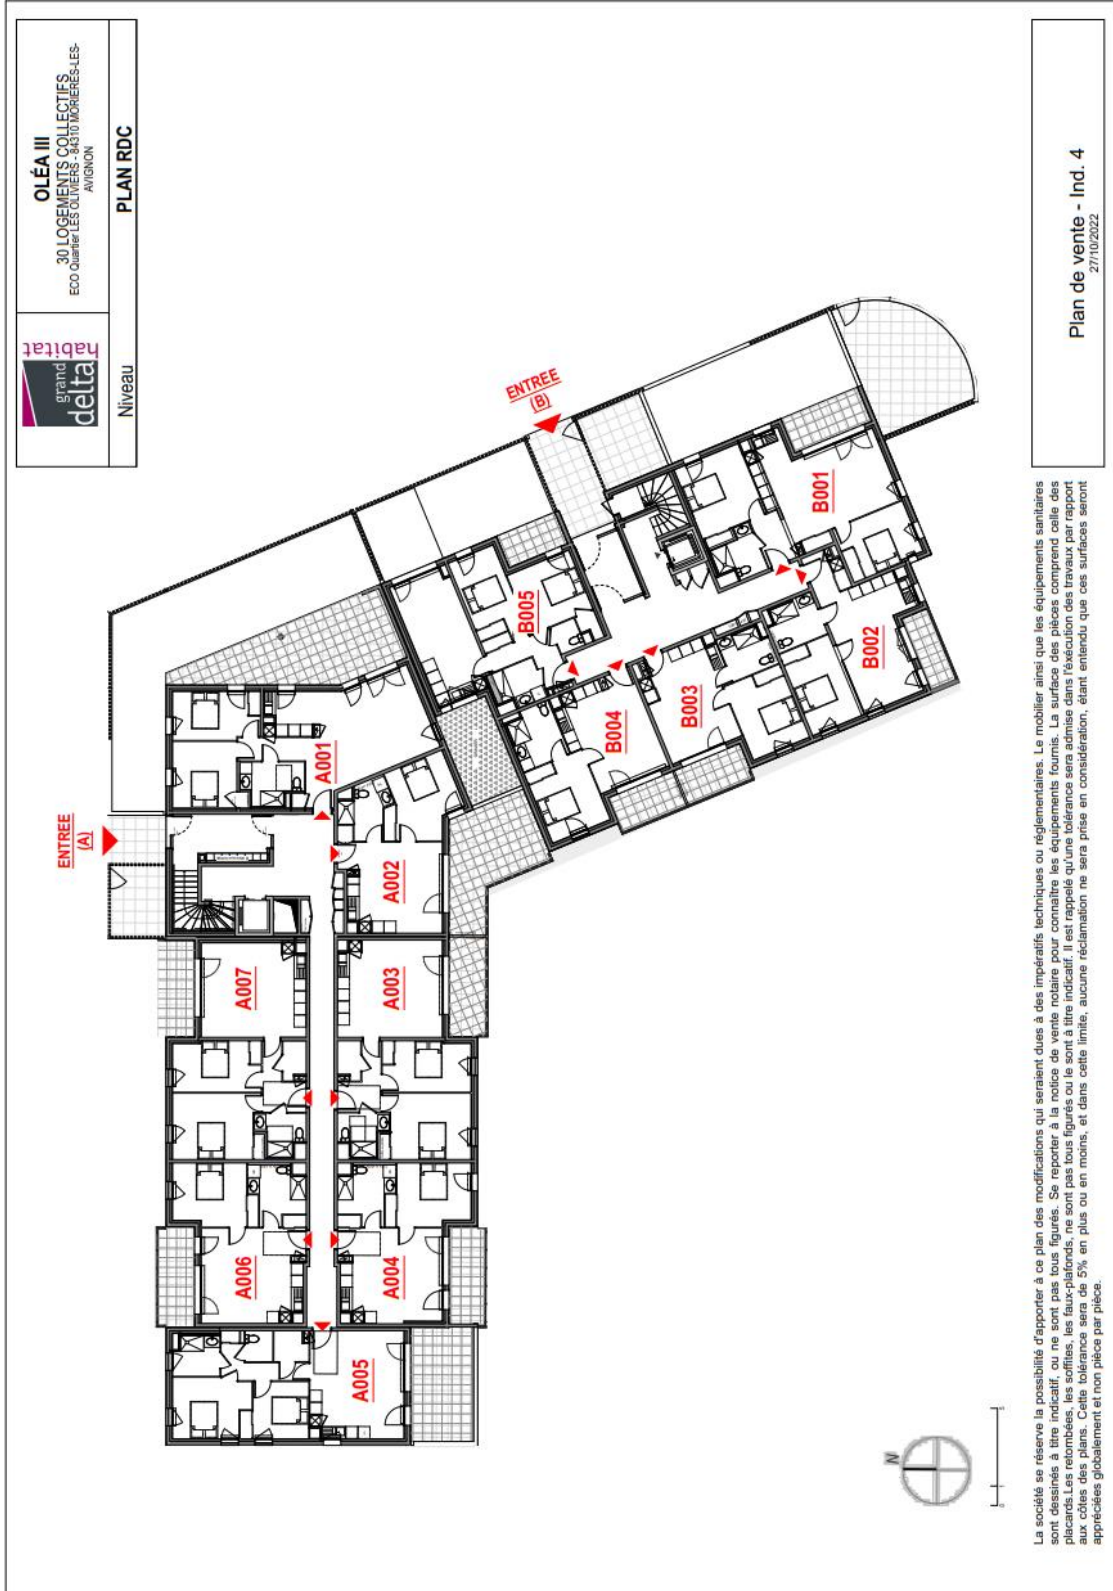 grand
delta
habitat
OLÉA III
30 LOGEMENTS COLLECTIFS
ECO Quartier LES OLIVIERS - 84310 MORIERES-LES-
AVIGNON
Niveau
PLAN RDC
ENTREE
(A)
ENTREE
(B)
A005
A006
A004
A007
A003
A002
A001
B005
B004
B003
B002
B001
N
0
1
5
La société se réserve la possibilité d'apporter à ce plan des modifications qui seraient dues à des impératifs techniques ou réglementaires. Le mobilier ainsi que les équipements sanitaires
sont dessinés à titre indicatif, ou ne sont pas tous figurés. Se reporter à la notice de vente notaire pour connaître les équipements fournis. La surface des pièces comprend celle des
placards.Les retombées, les soffites, les faux-plafonds, ne sont pas tous figurés ou le sont à titre indicatif. Il est rappelé qu'une tolérance sera admise dans l'éxécution des travaux par rapport
aux côtes des plans. Cette tolérance sera de 5% en plus ou en moins, et dans cette limite, aucune réclamation ne sera prise en considération, étant entendu que ces surfaces seront
appréciées globalement et non pièce par pièce.
Plan de vente - Ind. 4
27/10/2022